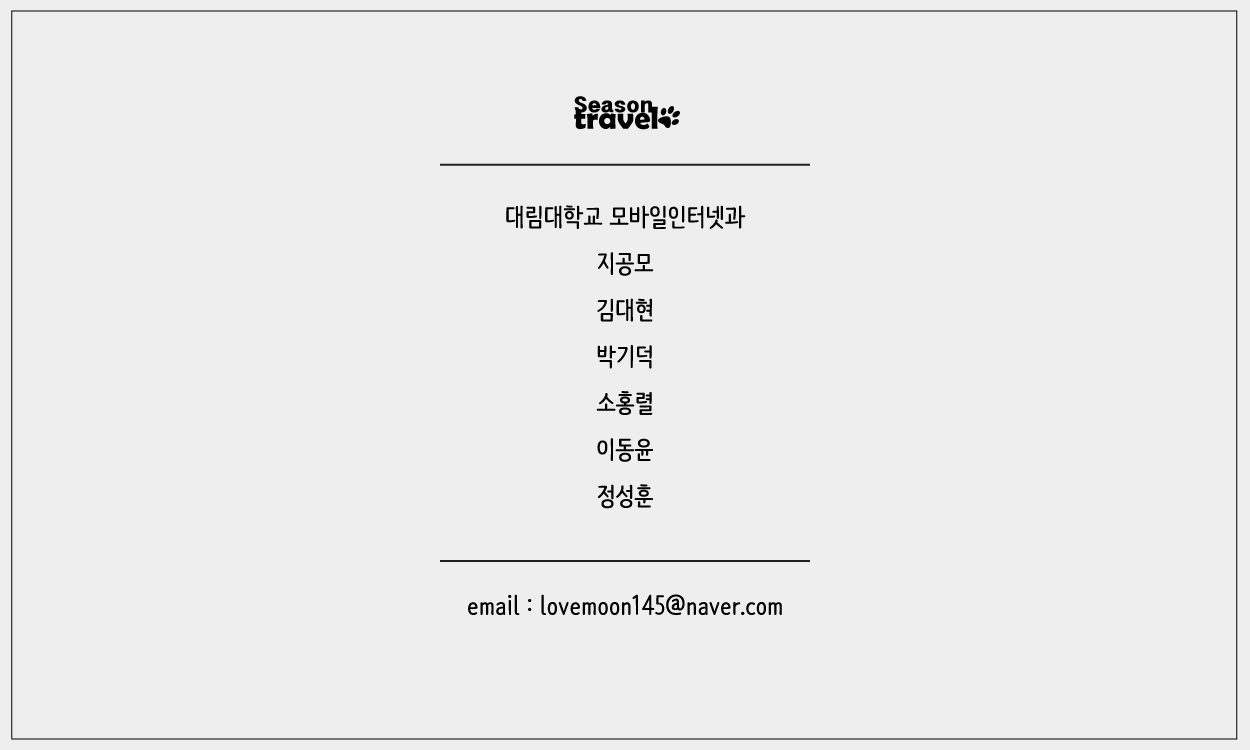 Season
travel
대림대학교 모바일인터넷과
지공모
김대현
박기덕
소홍렬
이동윤
정성훈
email : lovemoon145@naver.com